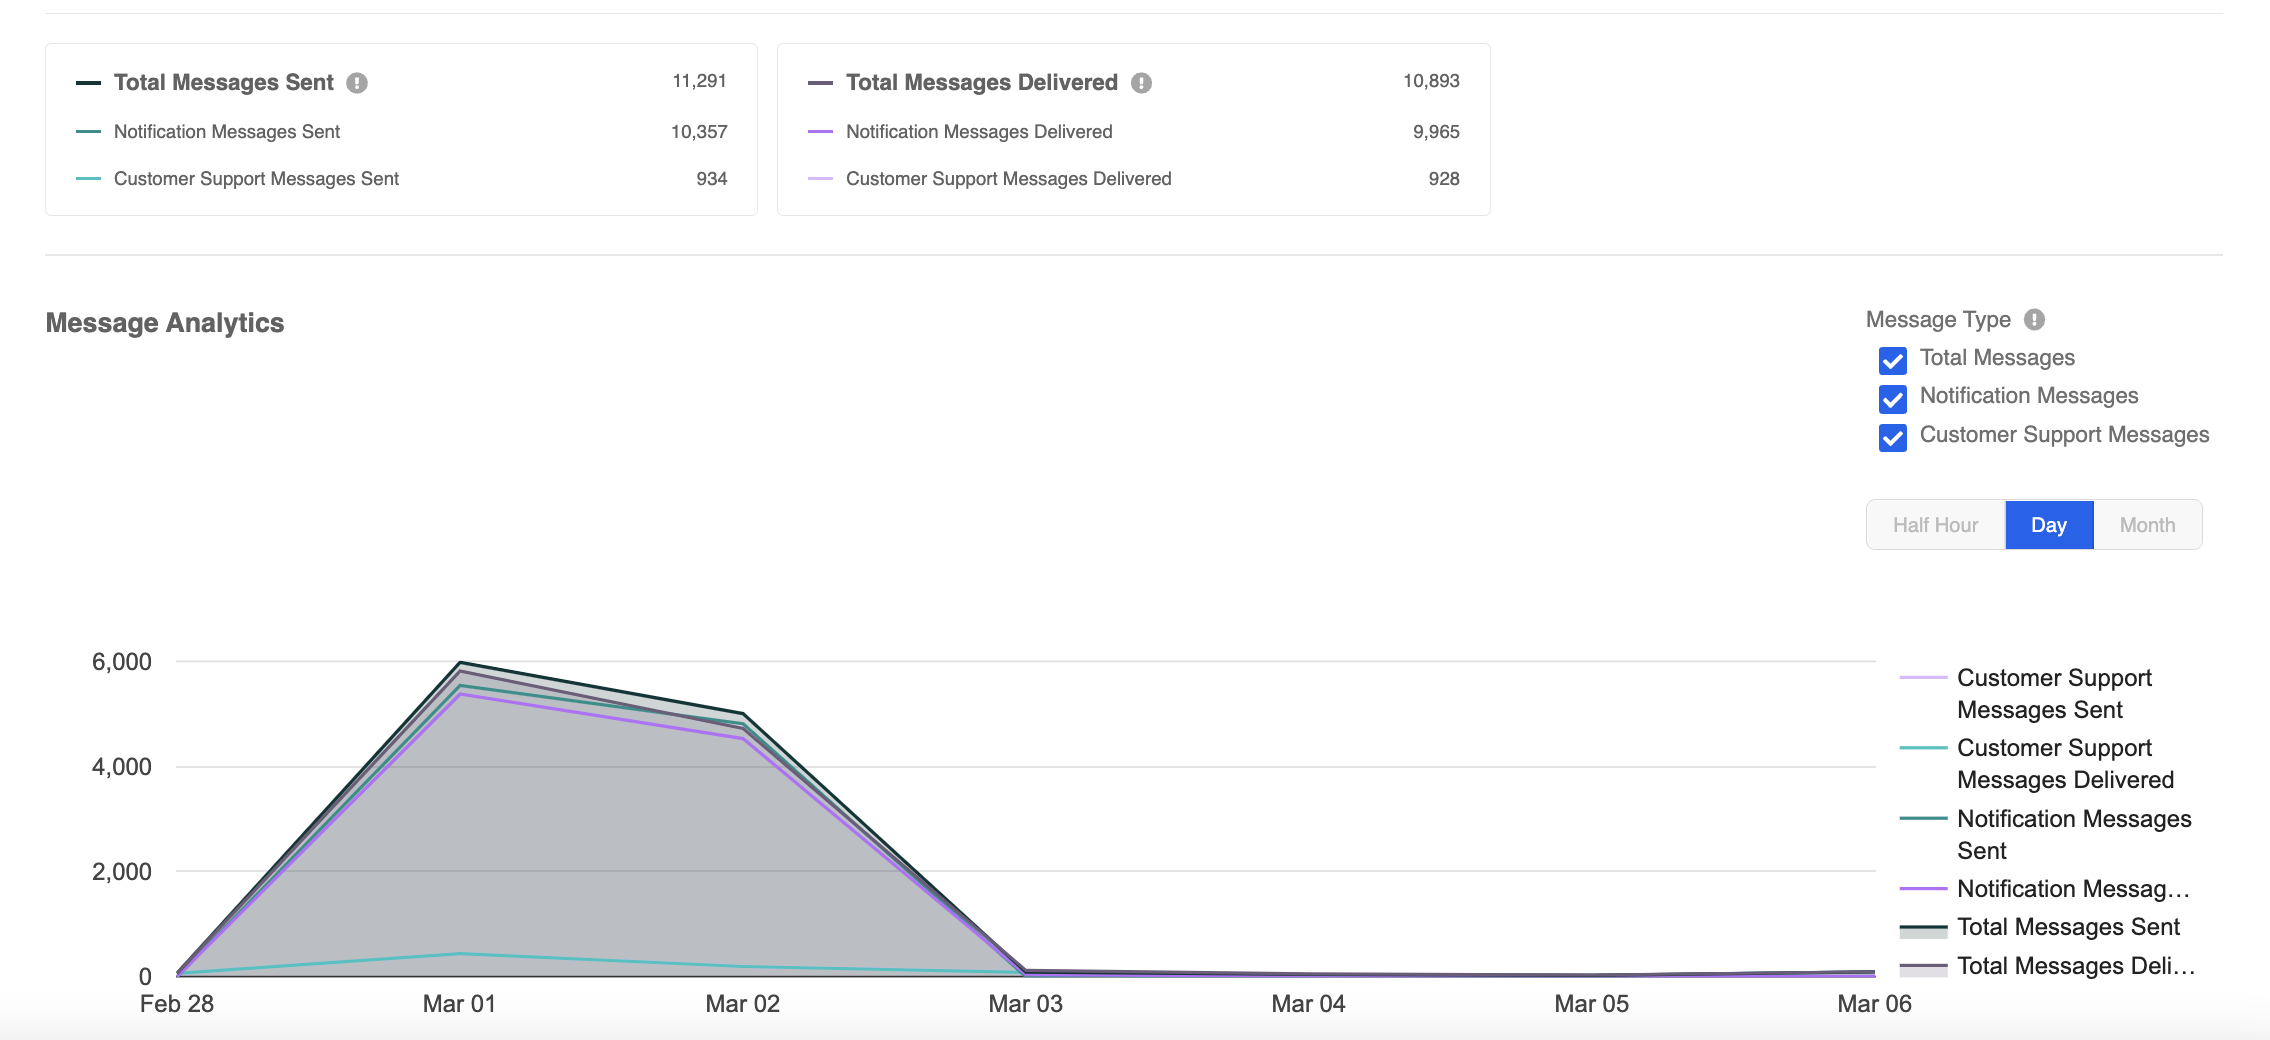 Total Messages Sent 11,291
Notification Messages Sent 10,357
Customer Support Messages Sent 934
Total Messages Delivered 10,893
Notification Messages Delivered 9,965
Customer Support Messages Delivered 928
Message Analytics
Message Type
Total Messages
Notification Messages
Customer Support Messages
Half Hour Day Month
6,000
4,000
2,000
0
Feb 28 Mar 01 Mar 02 Mar 03 Mar 04 Mar 05 Mar 06
Customer Support
Messages Sent
Customer Support
Messages Delivered
Notification Messages
Sent
Notification Messag...
Total Messages Sent
Total Messages Deli...